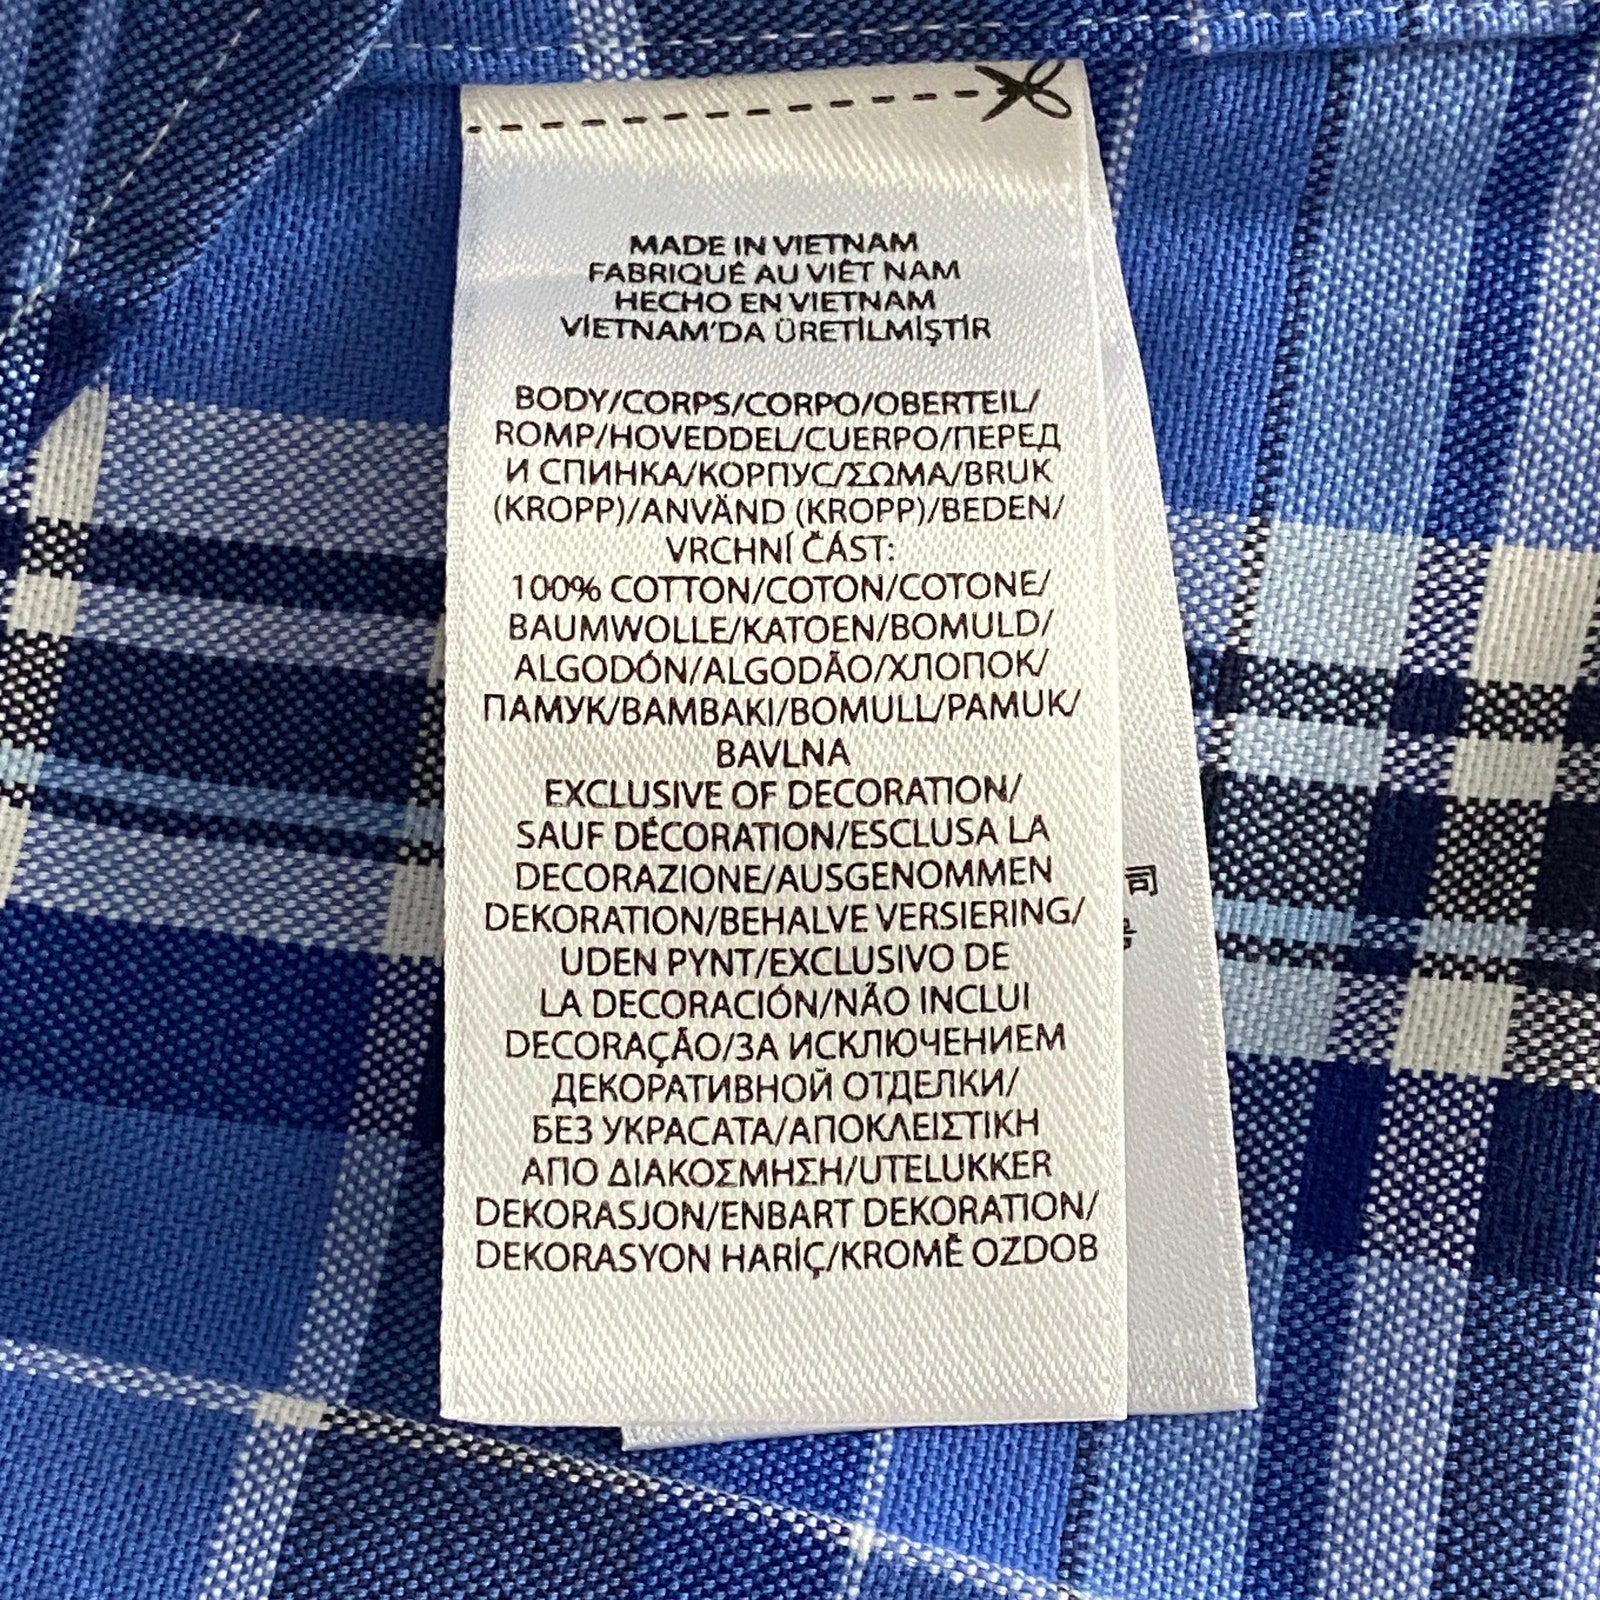 MADE IN VIETNAM
FABRIQUÉ AU VIÊT NAM
HECHO EN VIETNAM
VİETNAM'DA ÜRETİLMİŞTİR
BODY/CORPS/CORPO/OBERTEIL/
ROMP/HOVEDDEL/CUERPO/ПЕРЕД
И СПИНКА/КОРПУС/ΣΩΜΑ/BRUK
(KROPP)/ANVÄND (KROPP)/BEDEN/
VRCHNÍ ČÁST:
100% COTTON/COTON/COTONE/
BAUMWOLLE/KATOEN/BOMULD/
ALGODÓN/ALGODÃO/ХЛОПОК/
ПАМУК/BAMBAKI/BOMULL/PAMUK/
BAVLNA
EXCLUSIVE OF DECORATION/
SAUF DÉCORATION/ESCLUSA LA
DECORAZIONE/AUSGENOMMEN
DEKORATION/BEHALVE VERSIERING/
UDEN PYNT/EXCLUSIVO DE
LA DECORACIÓN/NÃO INCLUI
DECORAÇÃO/ЗА ИСКЛЮЧЕНИЕМ
ДЕКОРАТИВНОЙ ОТДЕЛКИ/
БЕЗ УКРАСАТА/ΑΠΟΚΛΕΙΣΤΙΚΗ
ΑΠΟ ΔΙΑΚΟΣΜΗΣΗ/UTELUKKER
DEKORASJON/ENBART DEKORATION/
DEKORASYON HARİÇ/KROMĚ OZDOB
司